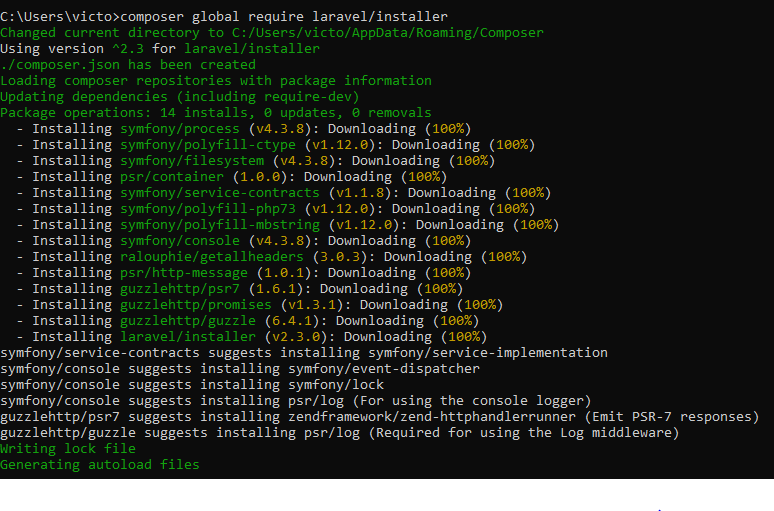 C:\Users\victo>composer global require laravel/installer
Changed current directory to C:/Users/victo/AppData/Roaming/Composer
Using version ^2.3 for laravel/installer
./composer.json has been created
Loading composer repositories with package information
Updating dependencies (including require-dev)
Package operations: 14 installs, 0 updates, 0 removals
  - Installing symfony/process (v4.3.8): Downloading (100%)
  - Installing symfony/polyfill-ctype (v1.12.0): Downloading (100%)
  - Installing symfony/filesystem (v4.3.8): Downloading (100%)
  - Installing psr/container (1.0.0): Downloading (100%)
  - Installing symfony/service-contracts (v1.1.8): Downloading (100%)
  - Installing symfony/polyfill-php73 (v1.12.0): Downloading (100%)
  - Installing symfony/polyfill-mbstring (v1.12.0): Downloading (100%)
  - Installing symfony/console (v4.3.8): Downloading (100%)
  - Installing ralouphie/getallheaders (3.0.3): Downloading (100%)
  - Installing psr/http-message (1.0.1): Downloading (100%)
  - Installing guzzlehttp/psr7 (1.6.1): Downloading (100%)
  - Installing guzzlehttp/promises (v1.3.1): Downloading (100%)
  - Installing guzzlehttp/guzzle (6.4.1): Downloading (100%)
  - Installing laravel/installer (v2.3.0): Downloading (100%)
symfony/service-contracts suggests installing symfony/service-implementation
symfony/console suggests installing symfony/event-dispatcher
symfony/console suggests installing symfony/lock
symfony/console suggests installing psr/log (For using the console logger)
guzzlehttp/psr7 suggests installing zendframework/zend-httphandlerrunner (Emit PSR-7 responses)
guzzlehttp/guzzle suggests installing psr/log (Required for using the Log middleware)
Writing lock file
Generating autoload files